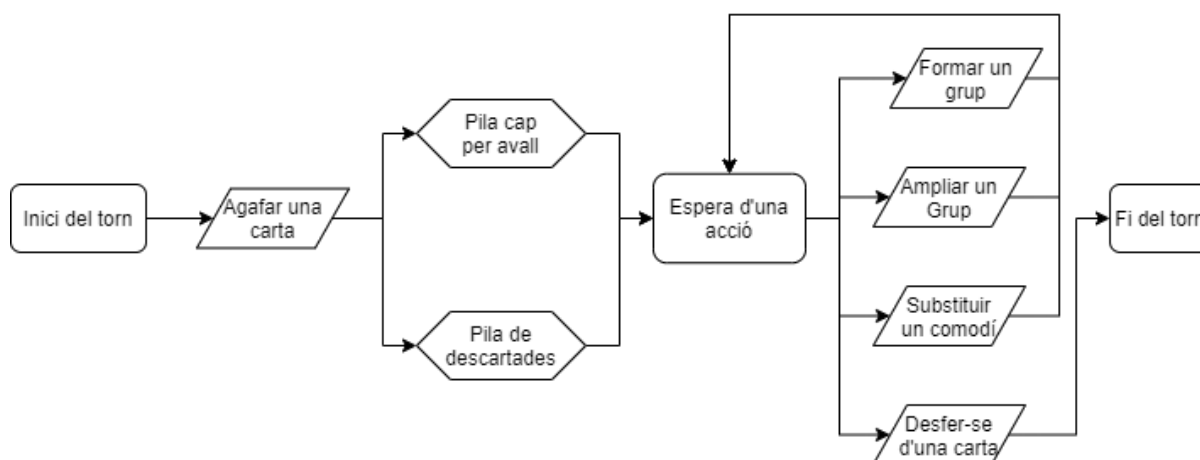 Inici del torn
Agafar una
carta
Pila cap
per avall
Pila de
descartades
Espera d'una
acció
Formar un
grup
Ampliar un
Grup
Substituir
un comodí
Desfer-se
d'una carta
Fi del torn